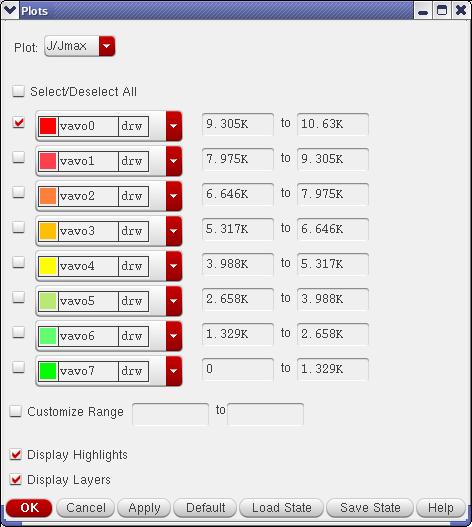 Plots
Plot: J/Jmax
Select/Deselect All
vavo0 drw 9.305K to 10.63K
vavo1 drw 7.975K to 9.305K
vavo2 drw 6.646K to 7.975K
vavo3 drw 5.317K to 6.646K
vavo4 drw 3.988K to 5.317K
vavo5 drw 2.658K to 3.988K
vavo6 drw 1.329K to 2.658K
vavo7 drw 0 to 1.329K
Customize Range to
Display Highlights
Display Layers
OK Cancel Apply Default Load State Save State Help